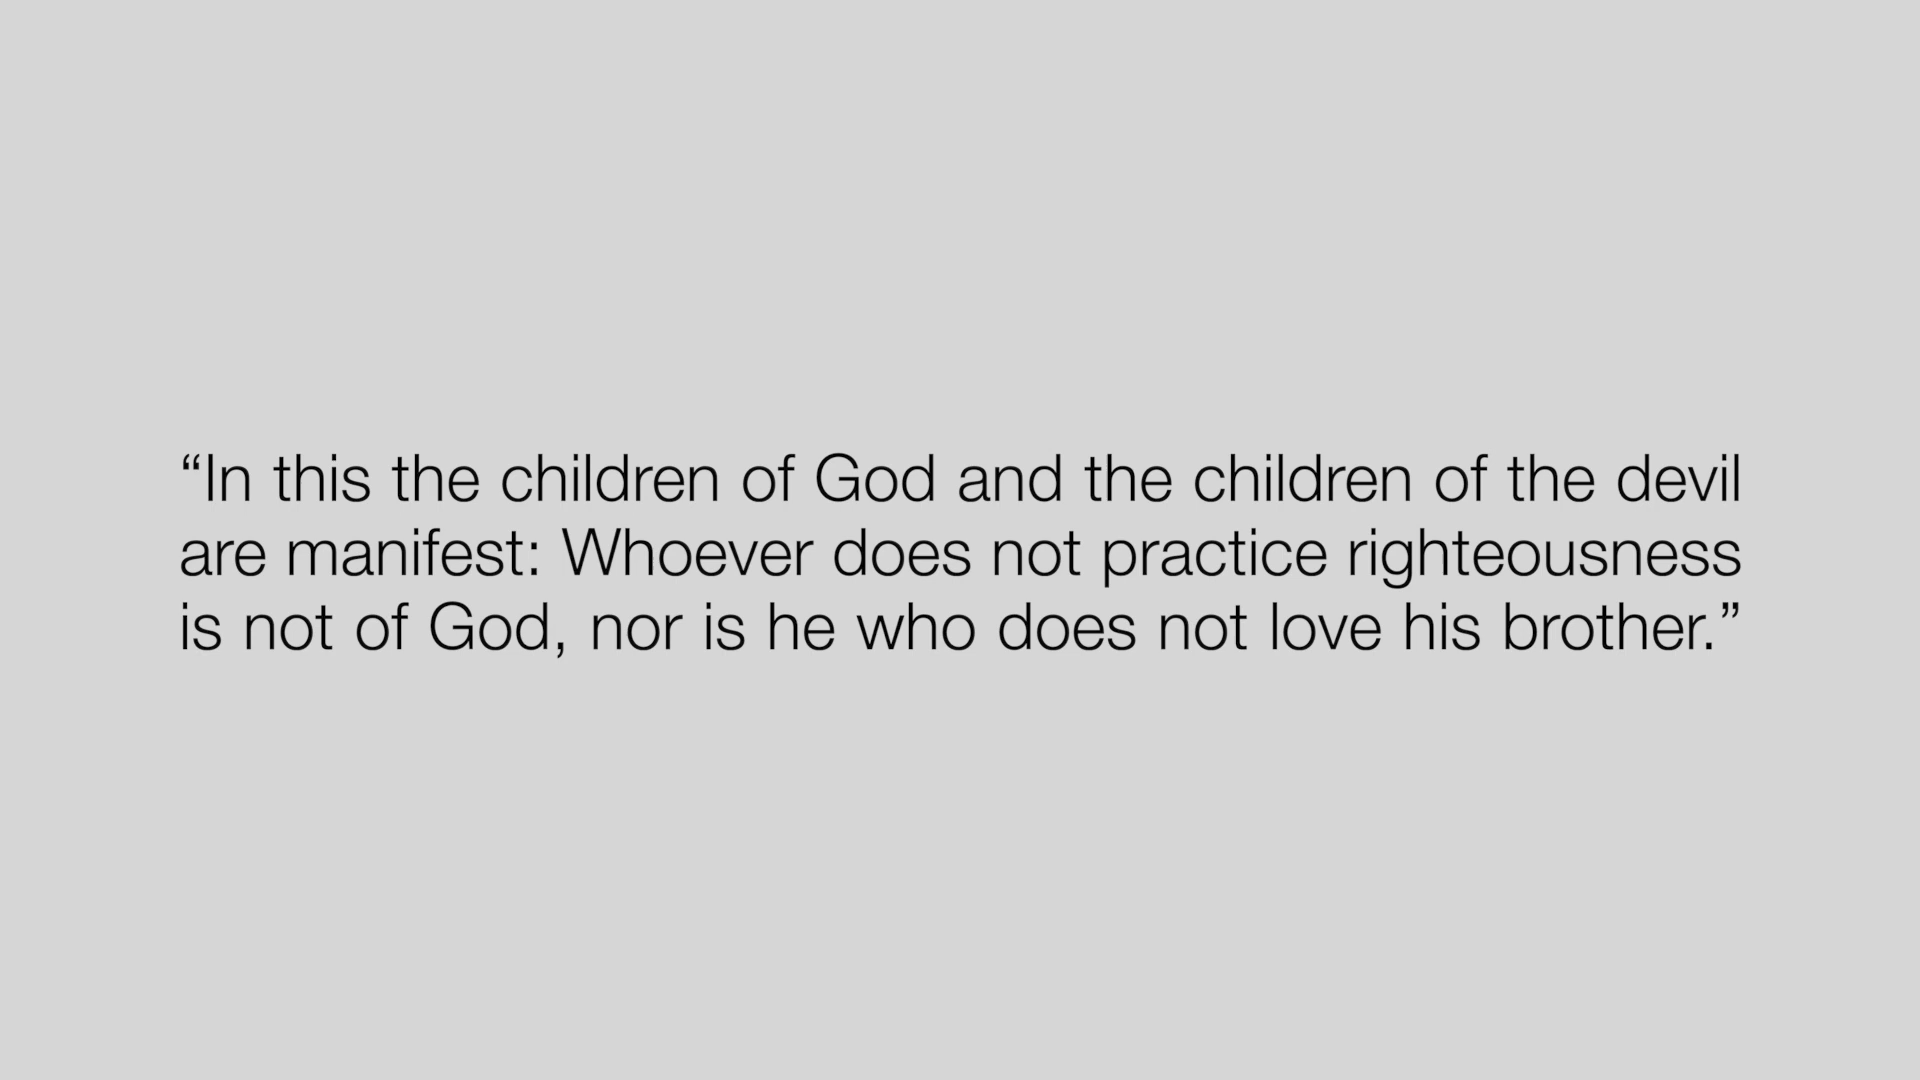 “In this the children of God and the children of the devil
are manifest: Whoever does not practice righteousness
is not of God, nor is he who does not love his brother.”